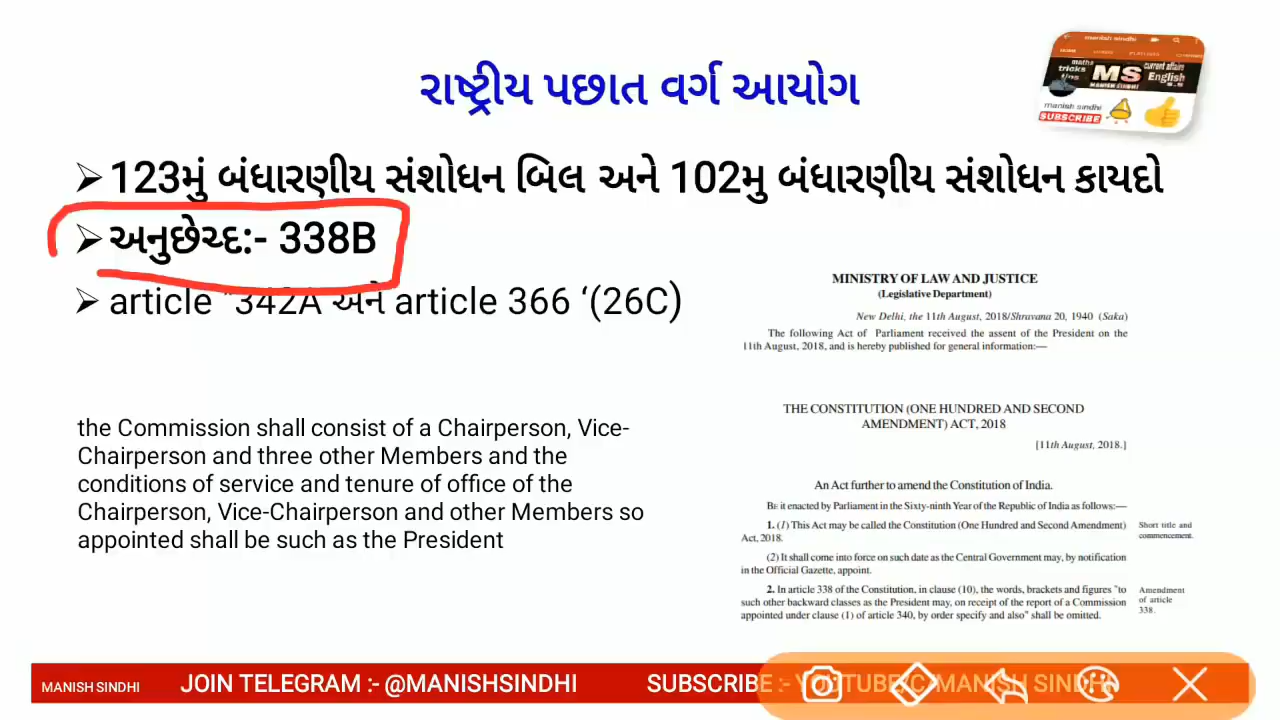 રાષ્ટ્રીય પછાત વર્ગ આયોગ
manish sindhi
maths
tricks
tips
MS
MANISH SINDHI
current affairs
English
manish sindhi
SUBSCRIBE
123મું બંધારણીય સંશોધન બિલ અને 102મુ બંધારણીય સંશોધન કાયદો
અનુછેચ્દ:- 338B
article “342A અને article 366 ‘(26C)
the Commission shall consist of a Chairperson, Vice-
Chairperson and three other Members and the
conditions of service and tenure of office of the
Chairperson, Vice-Chairperson and other Members so
appointed shall be such as the President
MINISTRY OF LAW AND JUSTICE
(Legislative Department)
New Delhi, the 11th August, 2018/Shravana 20, 1940 (Saka)
The following Act of Parliament received the assent of the President on the
11th August, 2018, and is hereby published for general information:—
THE CONSTITUTION (ONE HUNDRED AND SECOND
AMENDMENT) ACT, 2018
[11th August, 2018.]
An Act further to amend the Constitution of India.
BE it enacted by Parliament in the Sixty-ninth Year of the Republic of India as follows:—
1. (1) This Act may be called the Constitution (One Hundred and Second Amendment)
Act, 2018.
Short title and
commencement.
(2) It shall come into force on such date as the Central Government may, by notification
in the Official Gazette, appoint.
2. In article 338 of the Constitution, in clause (10), the words, brackets and figures "to
such other backward classes as the President may, on receipt of the report of a Commission
appointed under clause (1) of article 340, by order specify and also" shall be omitted.
Amendment
of article
338.
MANISH SINDHI
JOIN TELEGRAM :- @MANISHSINDHI
SUBSCRIBE :- YOUTUBE/C/MANISH SINDHI